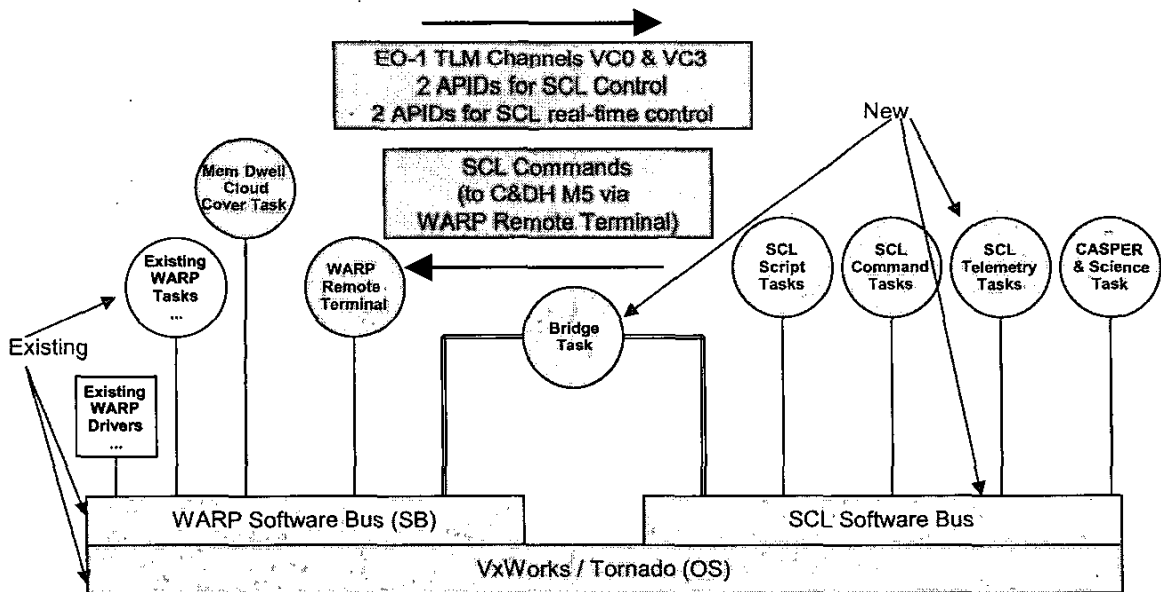 EO-1 TLM Channels VC0 & VC3
2 APIDs for SCL Control
2 APIDs for SCL real-time control
New
SCL Commands
(to C&DH M5 via
WARP Remote Terminal)
Mem Dwell
Cloud
Cover Task
Existing
WARP
Tasks
...
WARP
Remote
Terminal
SCL
Script
Tasks
SCL
Command
Tasks
SCL
Telemetry
Tasks
CASPER
& Science
Task
Bridge
Task
Existing
Existing
WARP
Drivers
...
WARP Software Bus (SB)
SCL Software Bus
VxWorks / Tornado (OS)